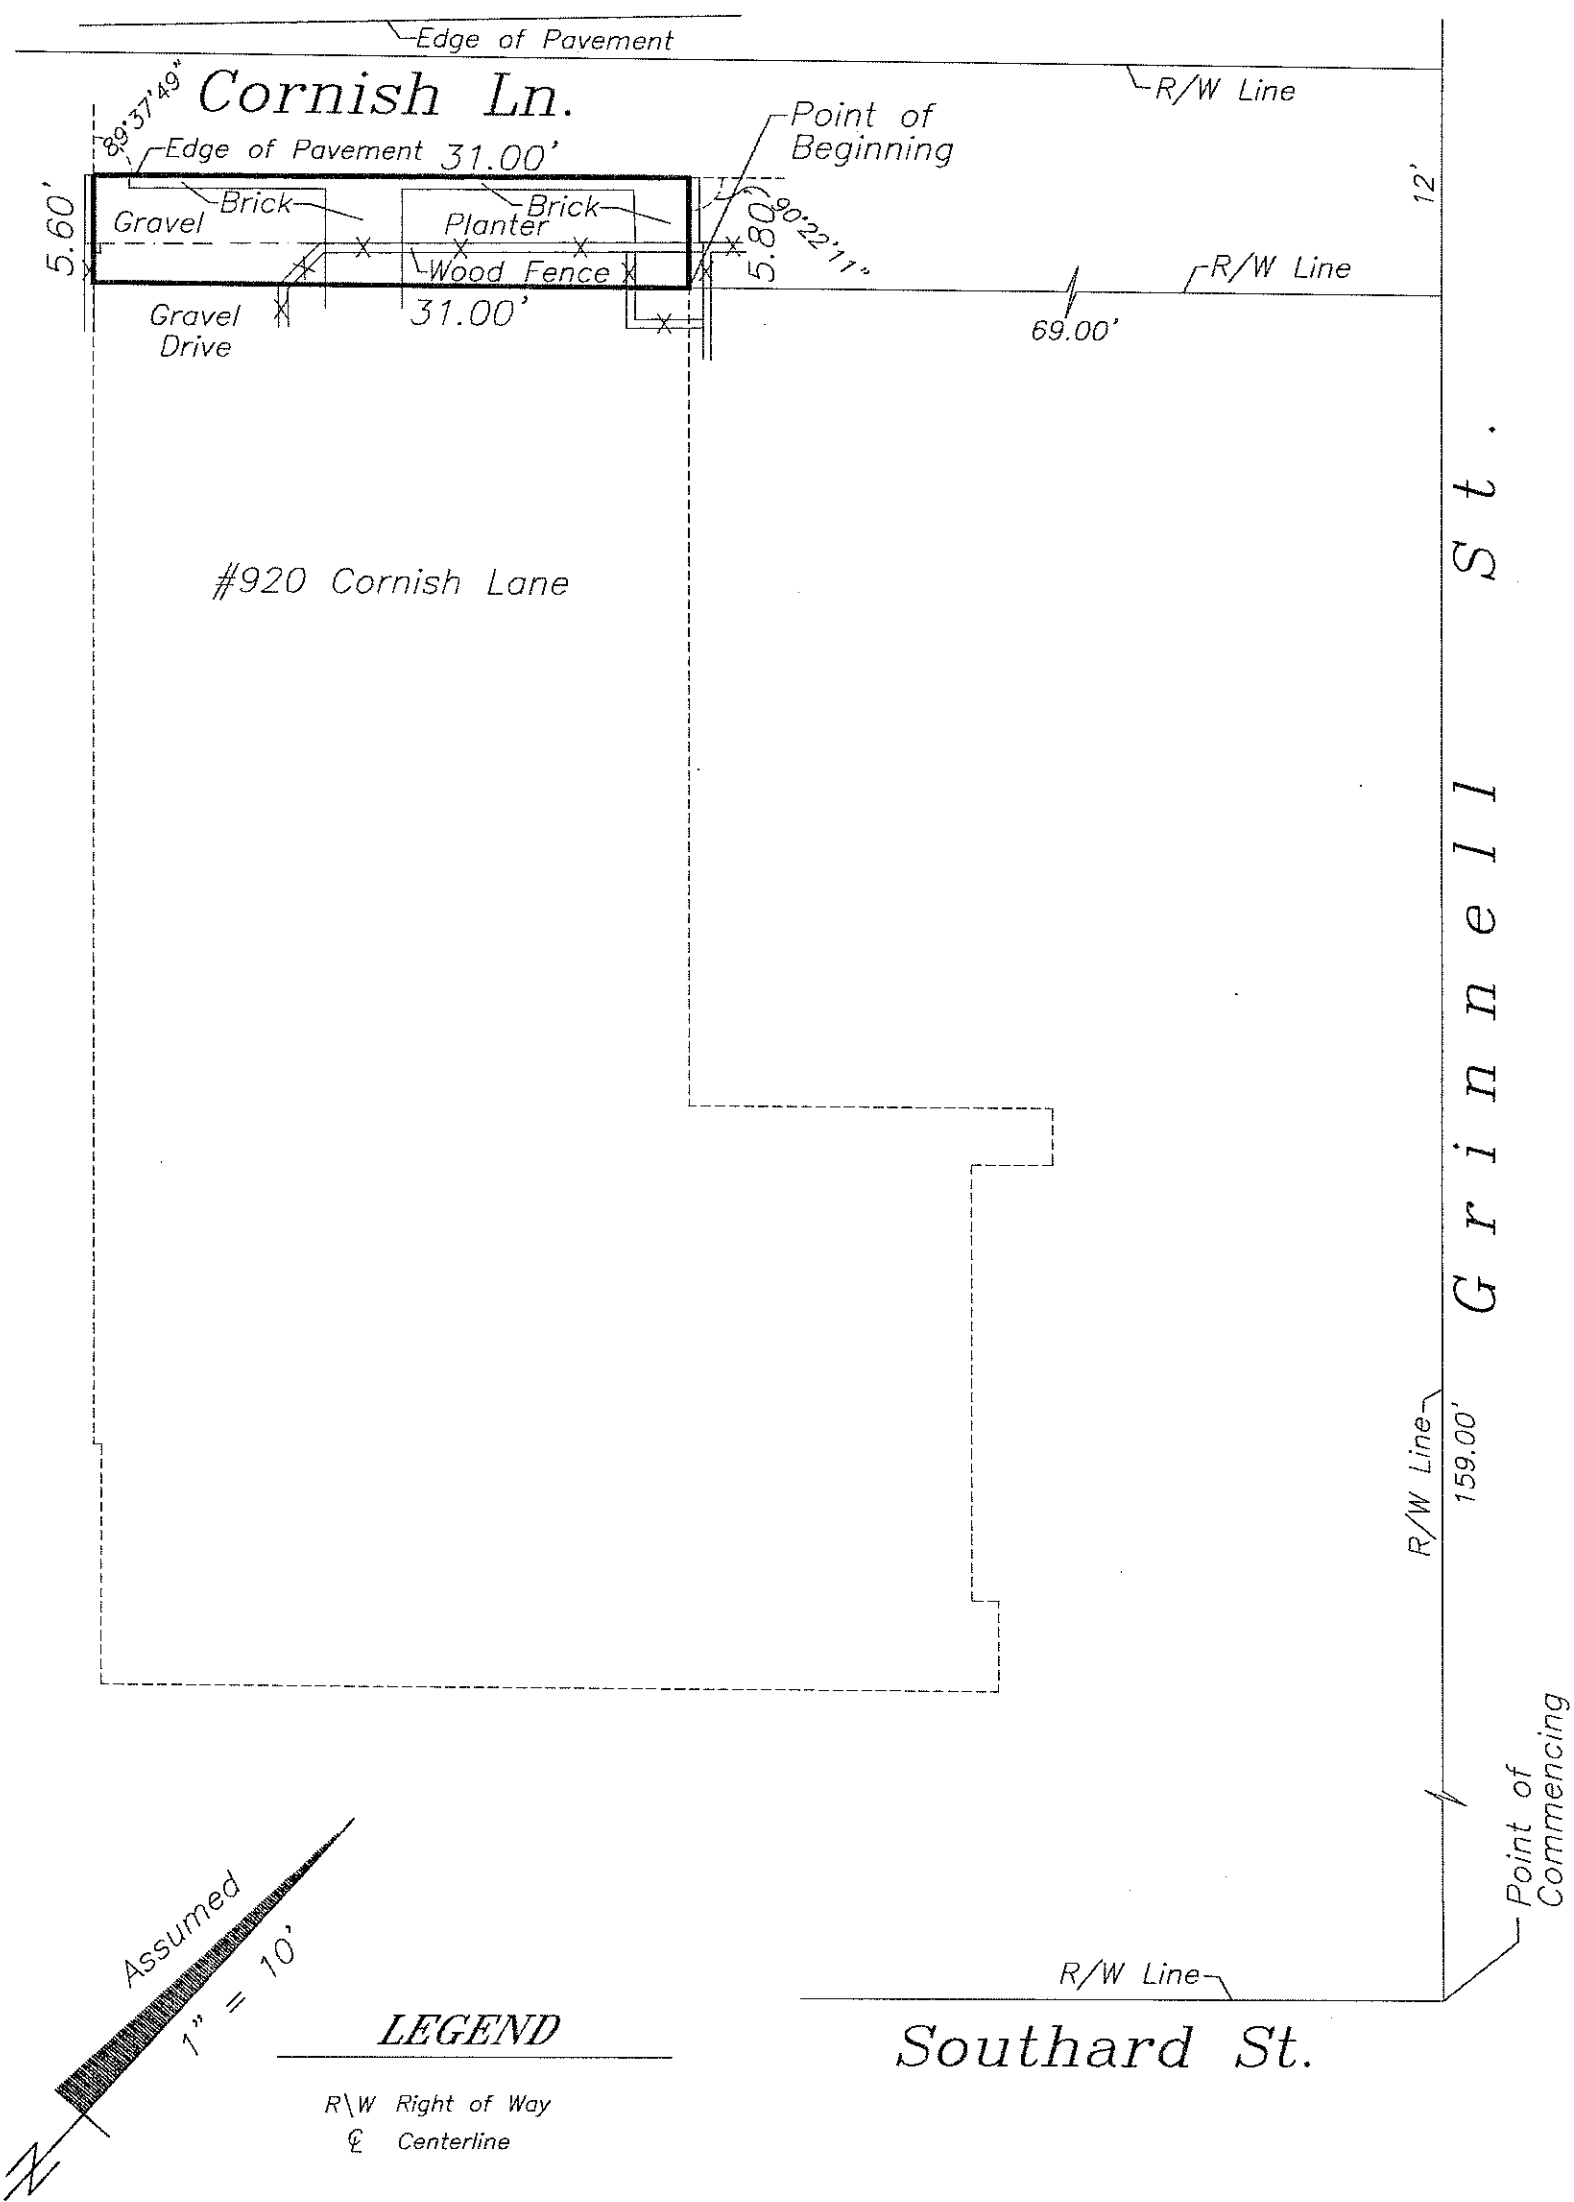 Edge of Pavement
R/W Line
Cornish Ln.
89°37'49"
Edge of Pavement
31.00'
Point of
Beginning
12'
5.60'
Brick
Gravel
Brick
Planter
5.80'
90°22'11"
Wood Fence
R/W Line
Gravel
Drive
31.00'
69.00'
#920 Cornish Lane
Grinnell St.
R/W Line
159.00'
Point of
Commencing
Assumed
1" = 10'
N
R/W Line
Southard St.
LEGEND
R\W Right of Way
℄ Centerline